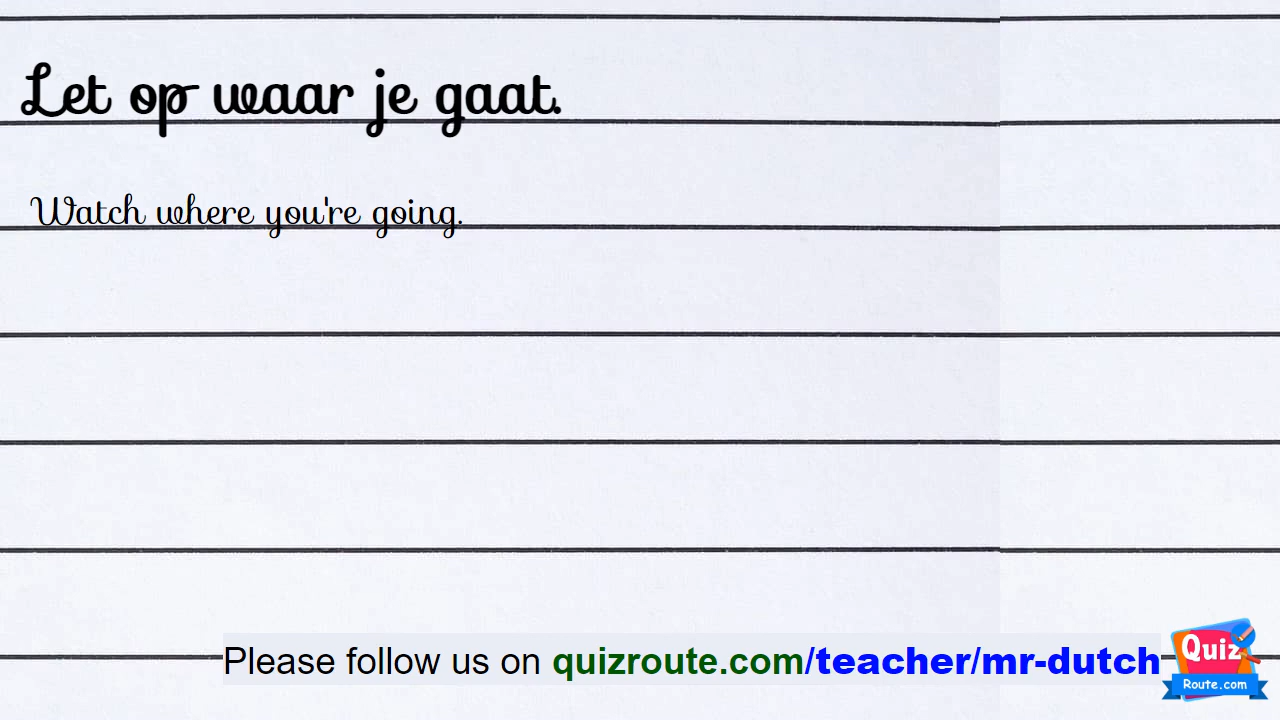 Let op waar je gaat.
Watch where you're going.
Please follow us on quizroute.com/teacher/mr-dutch
Quiz
Route.com